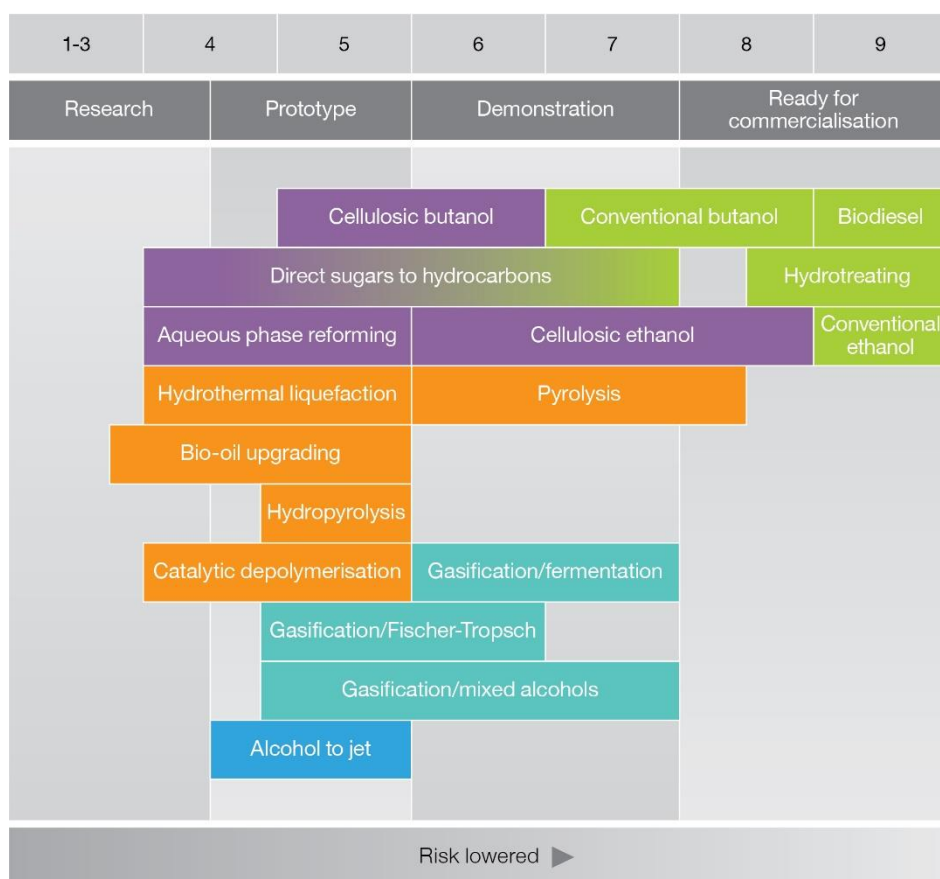 1-3 4 5 6 7 8 9
Research Prototype Demonstration Ready for
commercialisation
Cellulosic butanol Conventional butanol Biodiesel
Direct sugars to hydrocarbons Hydrotreating
Aqueous phase reforming Cellulosic ethanol Conventional
ethanol
Hydrothermal liquefaction Pyrolysis
Bio-oil upgrading
Hydropyrolysis
Catalytic depolymerisation Gasification/fermentation
Gasification/Fischer-Tropsch
Gasification/mixed alcohols
Alcohol to jet
Risk lowered